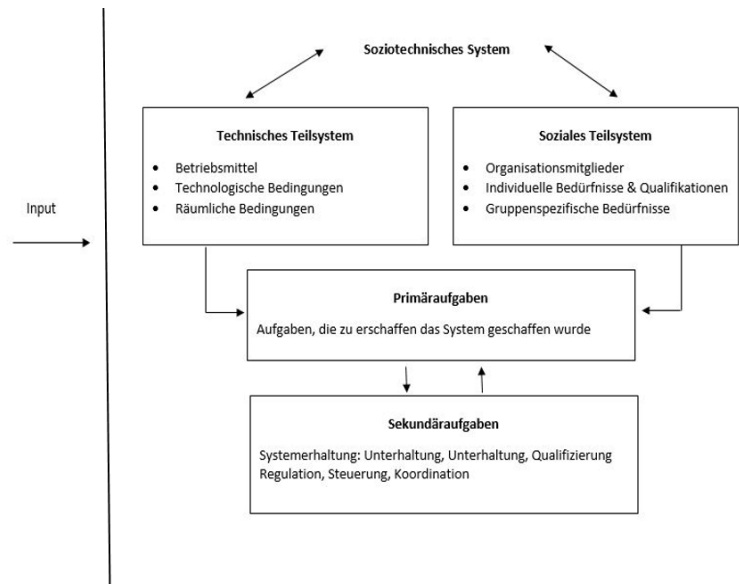 Soziotechnisches System
Technisches Teilsystem
• Betriebsmittel
• Technologische Bedingungen
• Räumliche Bedingungen
Soziales Teilsystem
• Organisationsmitglieder
• Individuelle Bedürfnisse & Qualifikationen
• Gruppenspezifische Bedürfnisse
Input
Primäraufgaben
Aufgaben, die zu erschaffen das System geschaffen wurde
Sekundäraufgaben
Systemerhaltung: Unterhaltung, Unterhaltung, Qualifizierung
Regulation, Steuerung, Koordination